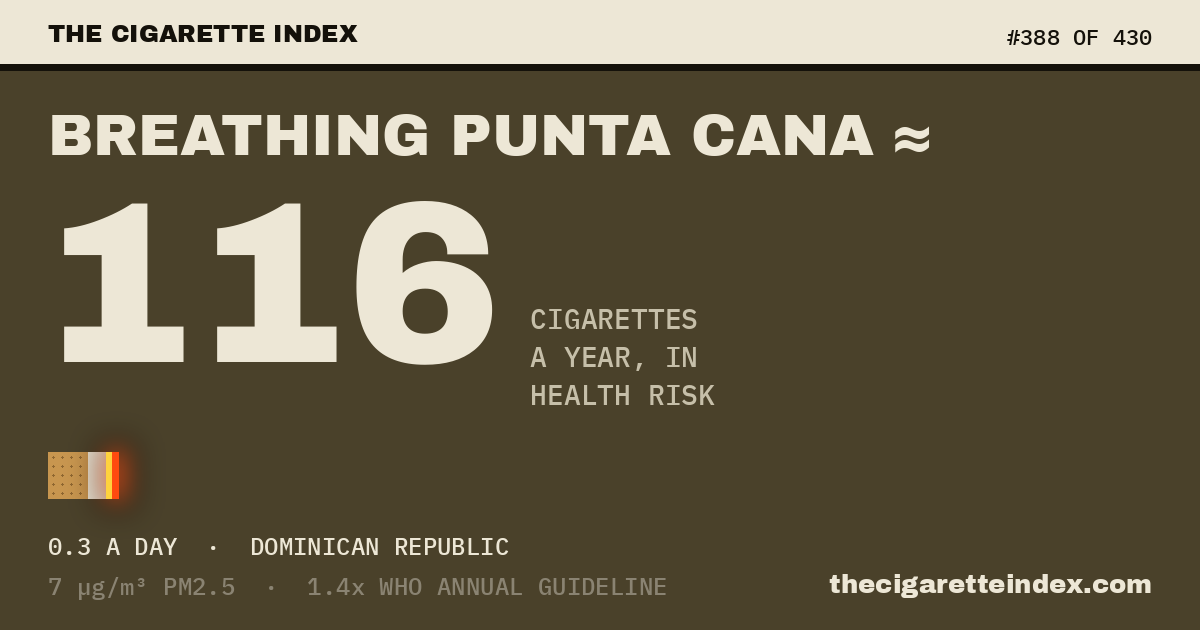 THE CIGARETTE INDEX
#388 OF 430
BREATHING PUNTA CANA ≈
116
CIGARETTES
A YEAR, IN
HEALTH RISK
0.3 A DAY · DOMINICAN REPUBLIC
7 µg/m³ PM2.5 · 1.4x WHO ANNUAL GUIDELINE
thecigaretteindex.com